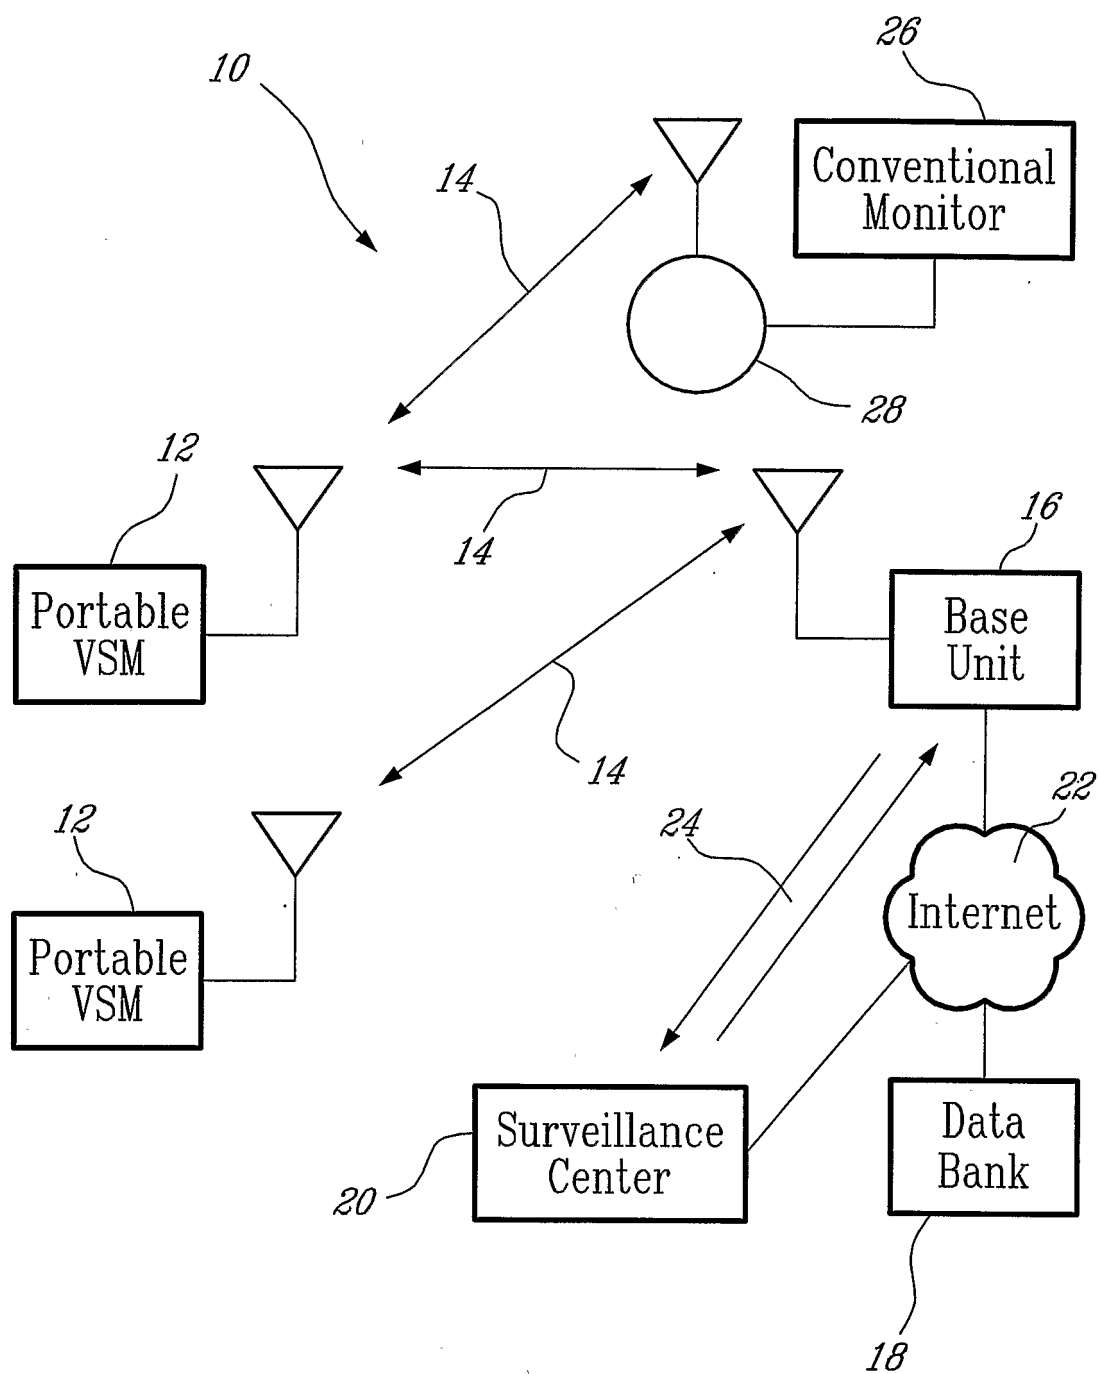 26
10
Conventional
Monitor
14
28
12
14
16
Portable
VSM
Base
Unit
14
22
12
24
Internet
Portable
VSM
Surveillance
Center
Data
Bank
20
18